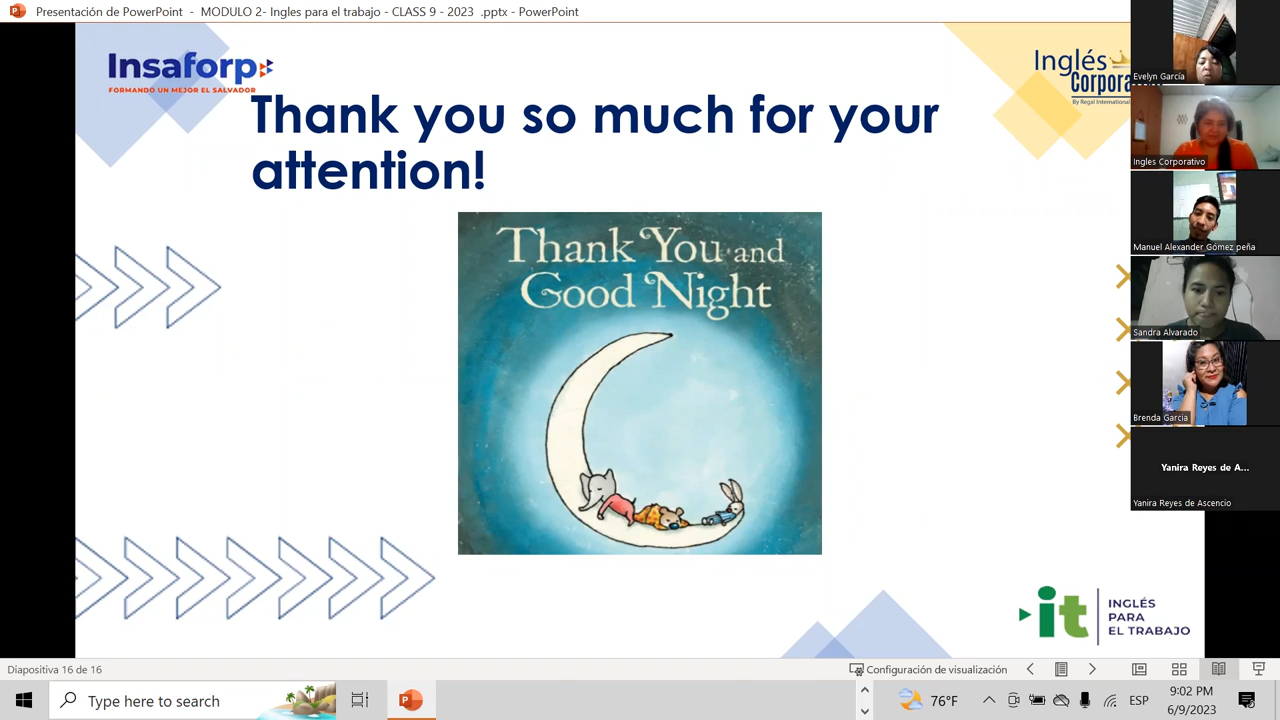 Presentación de PowerPoint - MODULO 2- Ingles para el trabajo - CLASS 9 - 2023 .pptx - PowerPoint
Insaforp
FORMANDO UN MEJOR EL SALVADOR
Inglés
Corporativo
By Regal International
Thank you so much for your
attention!
Thank You and
Good Night
Evelyn García
Ingles Corporativo
Manuel Alexander Gómez peña
Sandra Alvarado
Brenda Garcia
Yanira Reyes de A...
Yanira Reyes de Ascencio
it
INGLÉS
PARA
EL TRABAJO
Diapositiva 16 de 16
Configuración de visualización
Type here to search
76°F
ESP
9:02 PM
6/9/2023